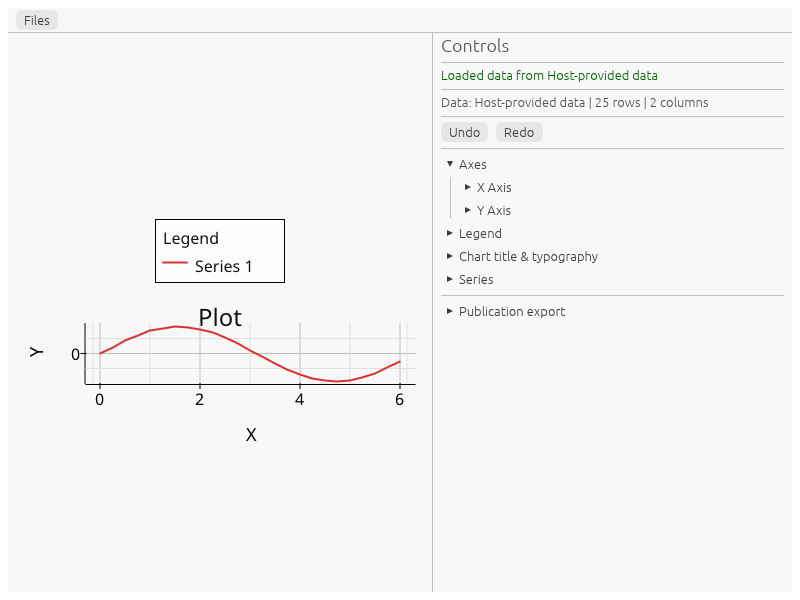 Files
Legend
Series 1
Plot
Y
0
0 2 4 6
X
Controls
Loaded data from Host-provided data
Data: Host-provided data | 25 rows | 2 columns
Undo Redo
Axes
X Axis
Y Axis
Legend
Chart title & typography
Series
Publication export